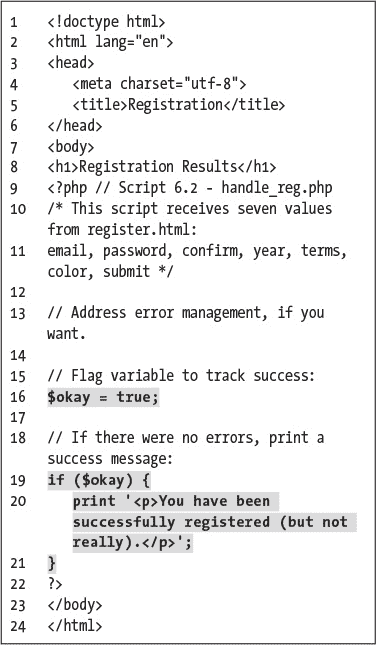 1 <!doctype html>
2 <html lang="en">
3 <head>
4 <meta charset="utf-8">
5 <title>Registration</title>
6 </head>
7 <body>
8 <h1>Registration Results</h1>
9 <?php // Script 6.2 - handle_reg.php
10 /* This script receives seven values
from register.html:
11 email, password, confirm, year, terms,
color, submit */
12
13 // Address error management, if you
want.
14
15 // Flag variable to track success:
16 $okay = true;
17
18 // If there were no errors, print a
success message:
19 if ($okay) {
20 print '<p>You have been
successfully registered (but not
really).</p>';
21 }
22 ?>
23 </body>
24 </html>